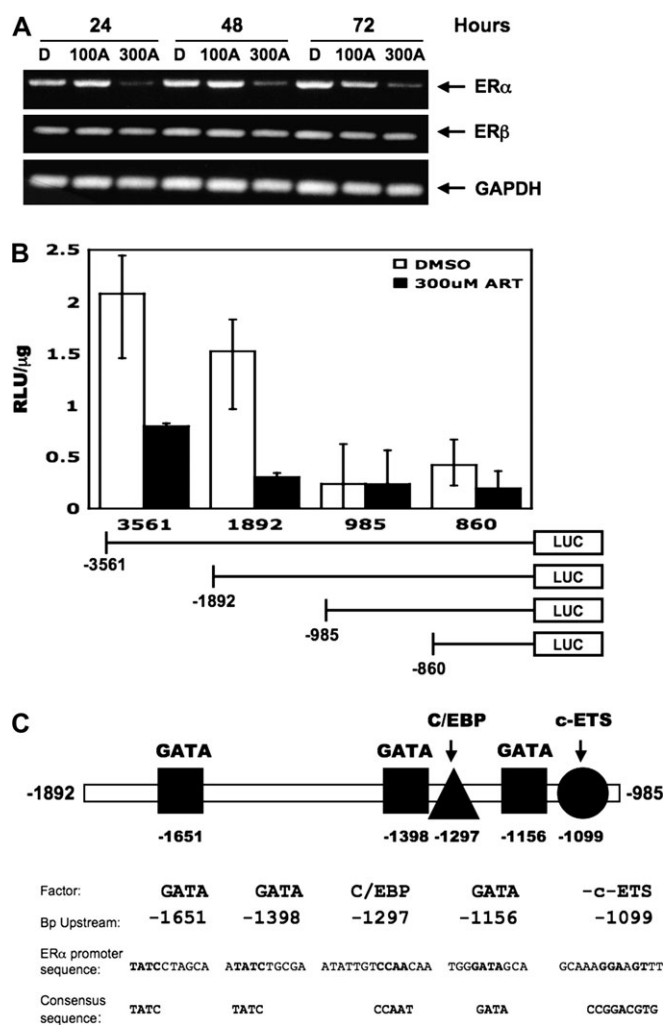 A
24 48 72 Hours
D 100A 300A D 100A 300A D 100A 300A
ERα
ERβ
GAPDH
B
2.5
2
1.5
1
0.5
0
RLU/μg
DMSO
300uM ART
3561 1892 985 860
-3561 LUC
-1892 LUC
-985 LUC
-860 LUC
C
C/EBP c-ETS
GATA GATA GATA
-1892 -985
-1651 -1398 -1297 -1156 -1099
Factor: GATA GATA C/EBP GATA -c-ETS
Bp Upstream: -1651 -1398 -1297 -1156 -1099
ERα promoter
sequence: TATCCTAGCA ATATCTGCGA ATATTGTCCAACAA TGGGATAGCA GCAAAGGAAGTTT
Consensus
sequence: TATC TATC CCAAT GATA CCGGACGTG